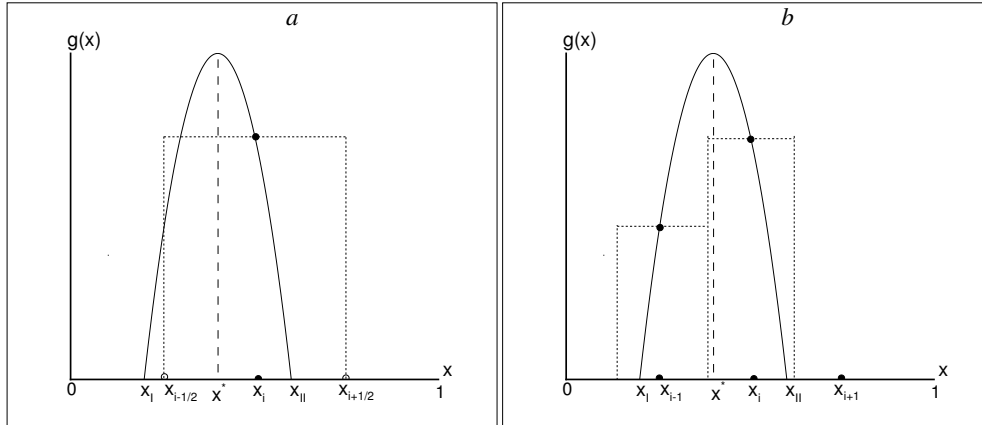 a
g(x)
x
0 x_I x_{i-1/2} x^* x_i x_{II} x_{i+1/2} 1
b
g(x)
x
0 x_I x_{i-1} x^* x_i x_{II} x_{i+1} 1